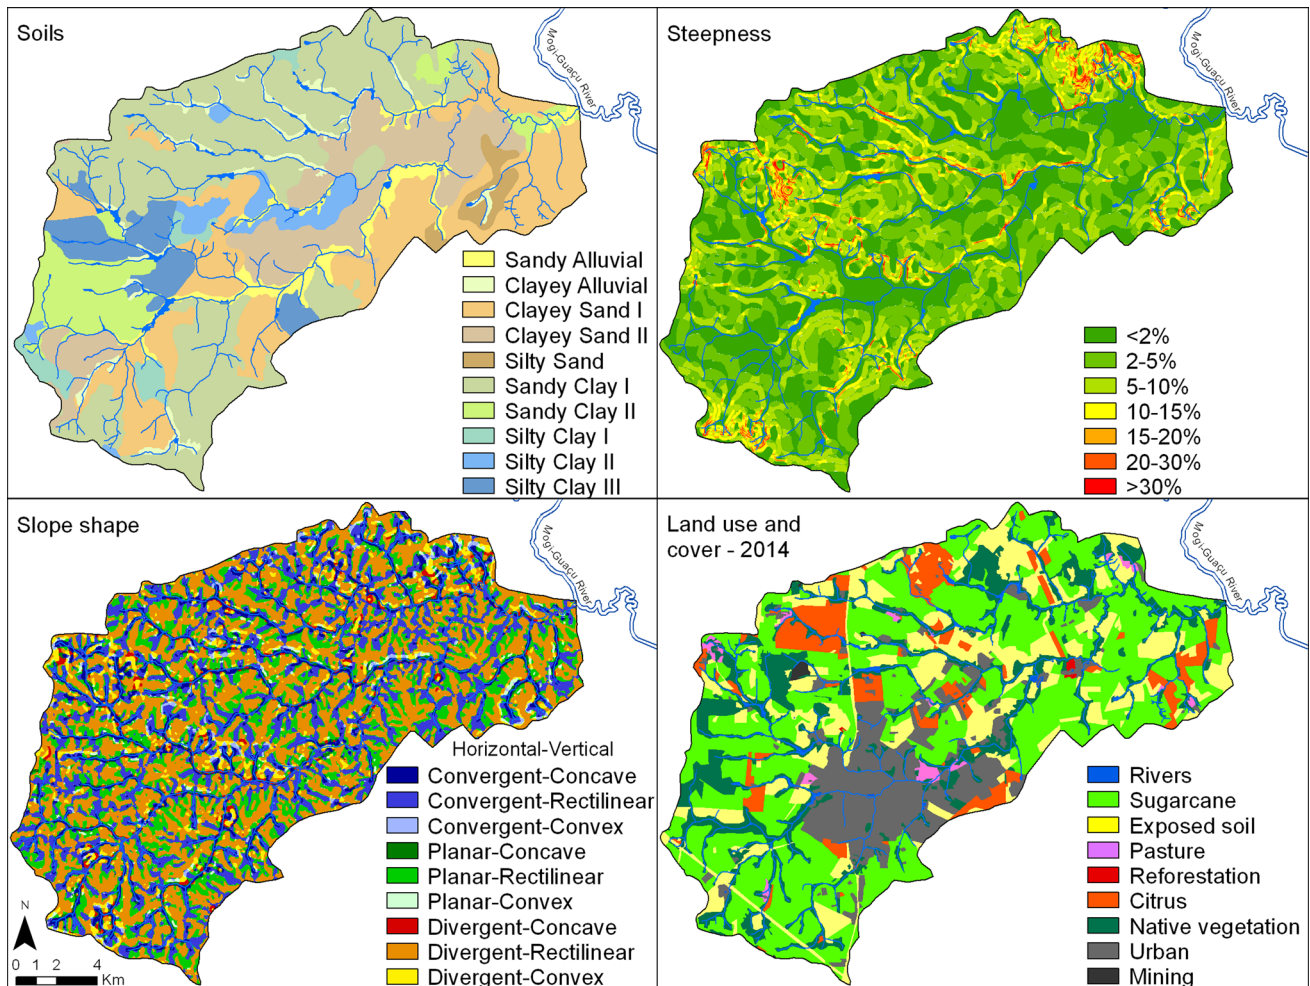 Soils
Mogi-Guaçu River
Sandy Alluvial
Clayey Alluvial
Clayey Sand I
Clayey Sand II
Silty Sand
Sandy Clay I
Sandy Clay II
Silty Clay I
Silty Clay II
Silty Clay III
Steepness
Mogi-Guaçu River
<2%
2-5%
5-10%
10-15%
15-20%
20-30%
>30%
Slope shape
Mogi-Guaçu River
Horizontal-Vertical
Convergent-Concave
Convergent-Rectilinear
Convergent-Convex
Planar-Concave
Planar-Rectilinear
Planar-Convex
Divergent-Concave
Divergent-Rectilinear
Divergent-Convex
N
0 1 2 4
Km
Land use and
cover - 2014
Mogi-Guaçu River
Rivers
Sugarcane
Exposed soil
Pasture
Reforestation
Citrus
Native vegetation
Urban
Mining